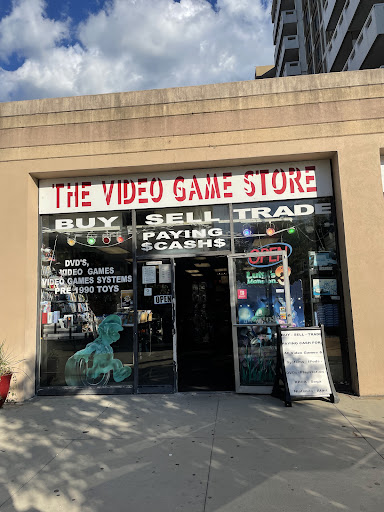 THE VIDEO GAME STORE
BUY SELL TRAD
PAYING
$CASH$
DVD'S,
VIDEO GAMES
VIDEO GAMES SYSTEMS
PRE 1990 TOYS
OPEN
OPEN
BUY - SELL - TRADE
PAYING CASH FOR